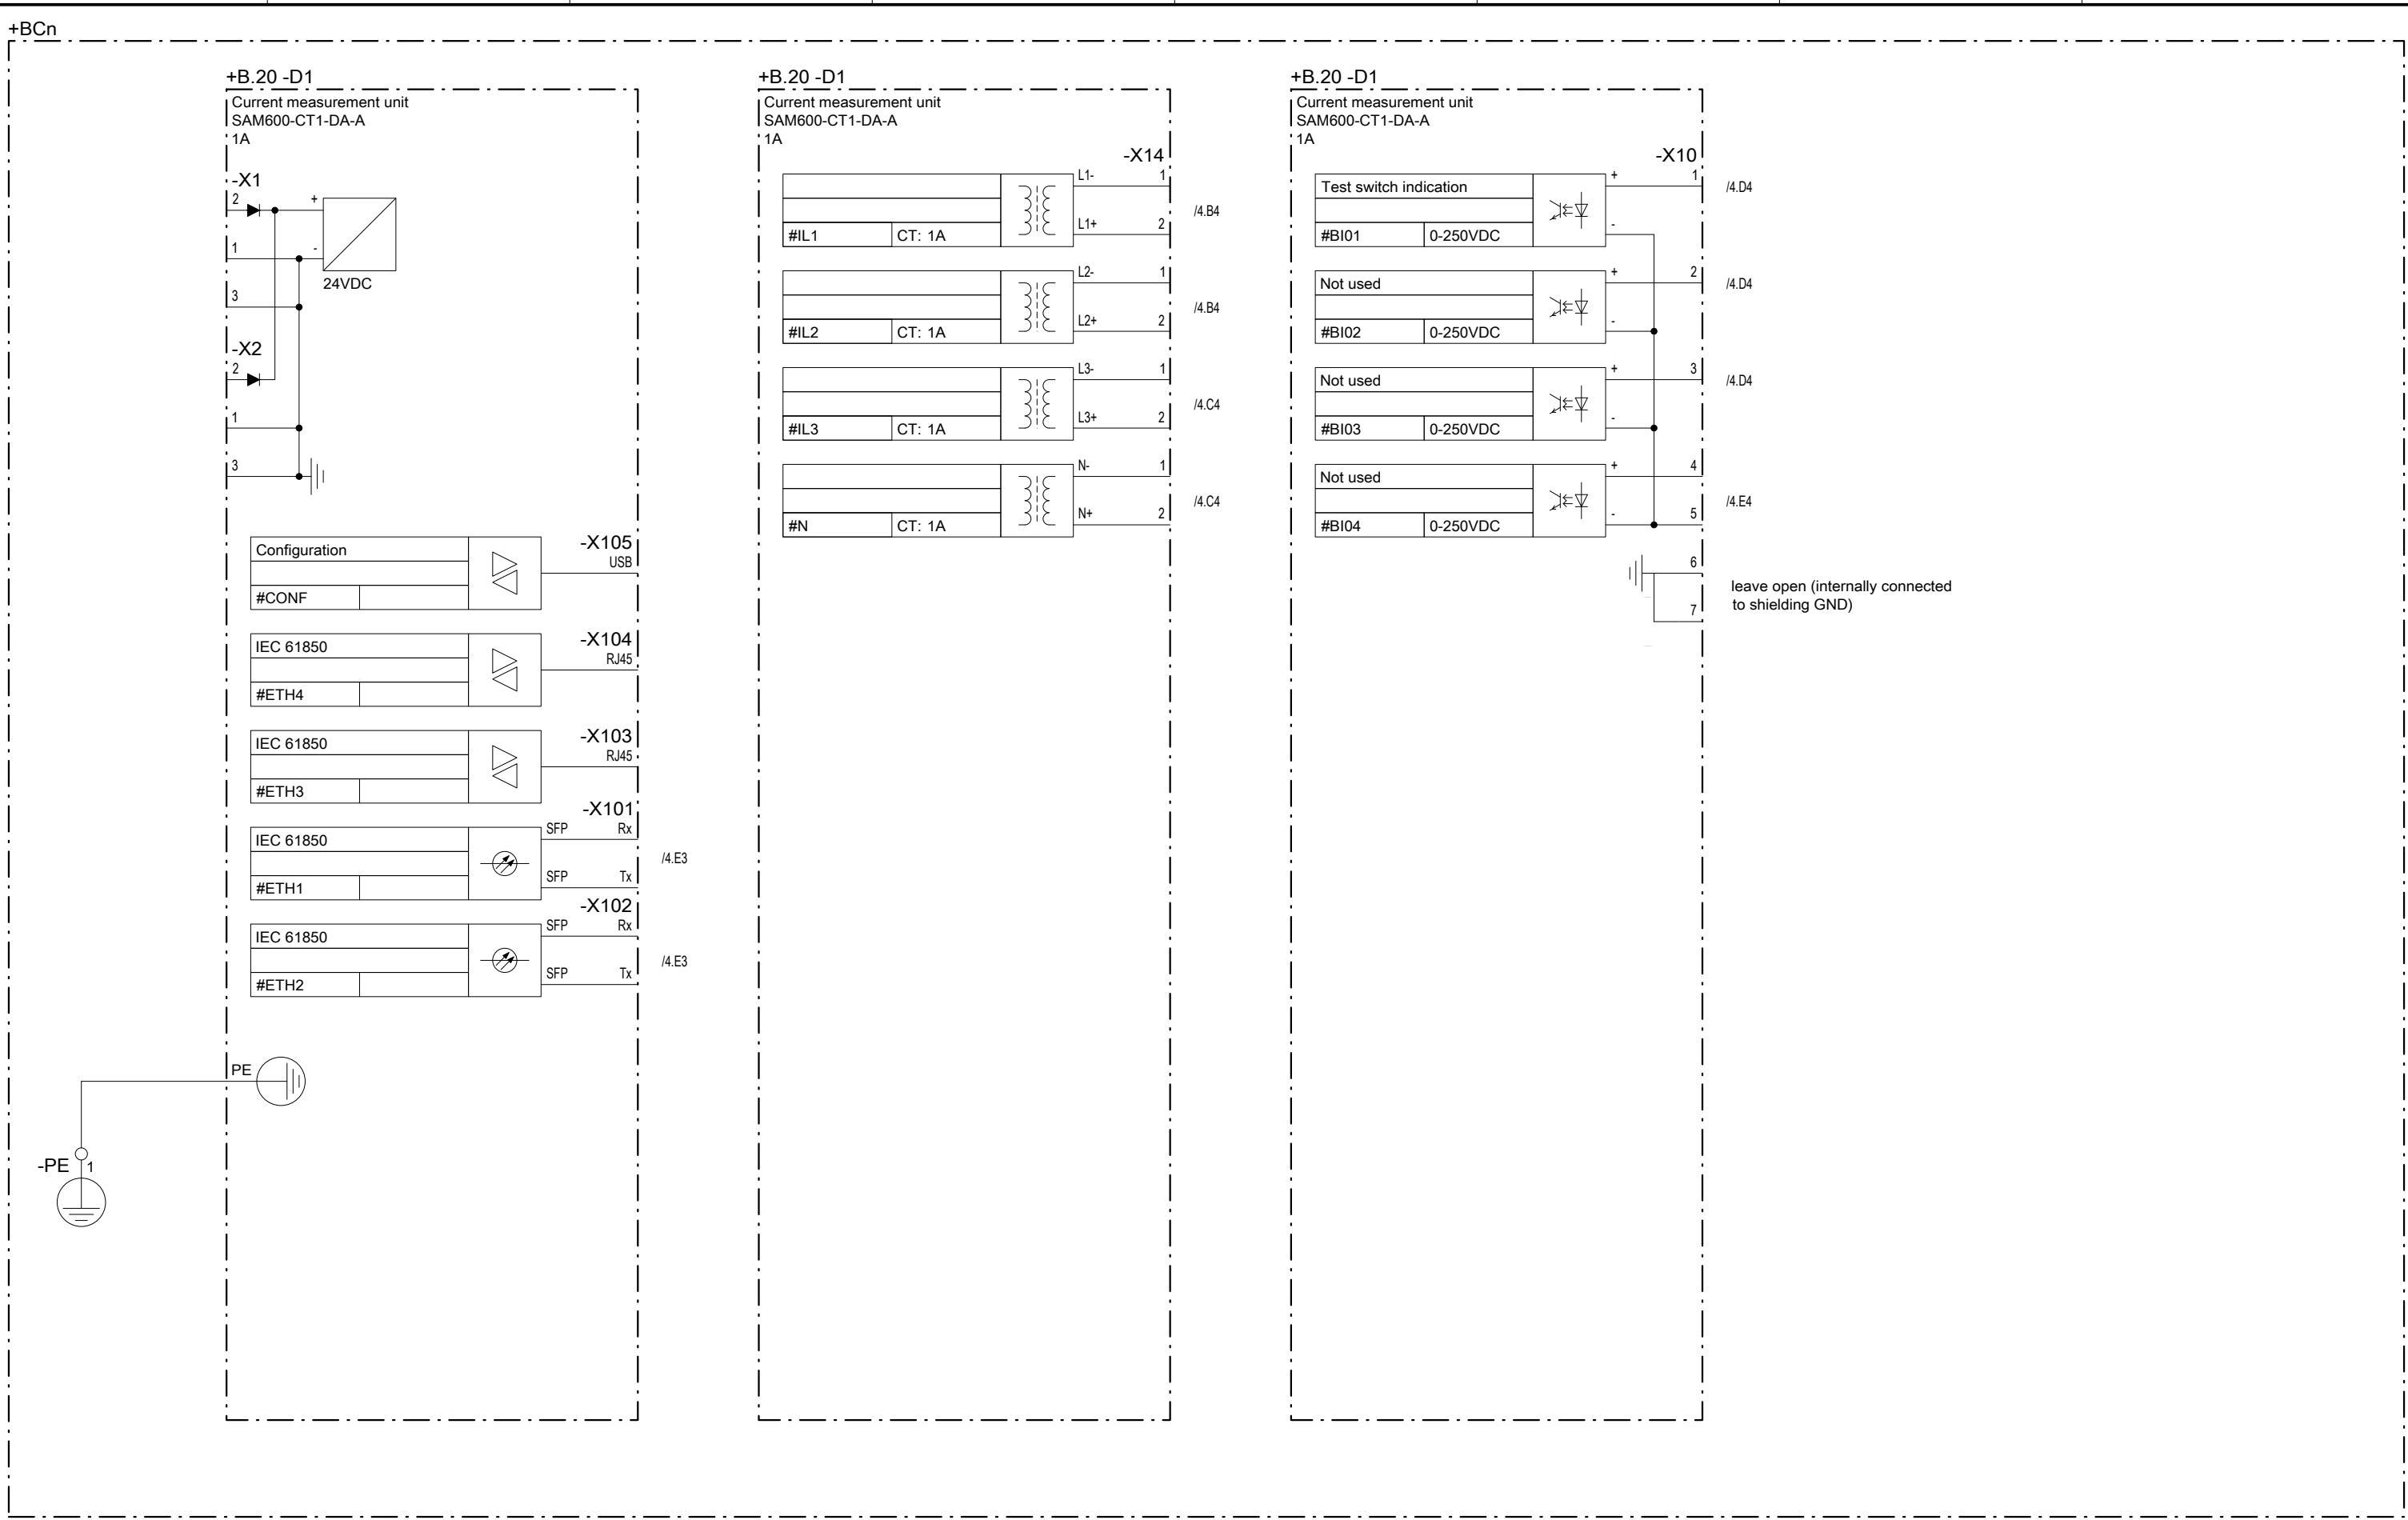 +BCn
+B.20 -D1
Current measurement unit
SAM600-CT1-DA-A
1A
-X1
2
+
1
-
24VDC
3
-X2
2
1
3
Configuration
#CONF
-X105
USB
IEC 61850
#ETH4
-X104
RJ45
IEC 61850
#ETH3
-X103
RJ45
-X101
IEC 61850
#ETH1
SFP Rx
SFP Tx
/4.E3
-X102
IEC 61850
#ETH2
SFP Rx
SFP Tx
/4.E3
PE
-PE
1
+B.20 -D1
Current measurement unit
SAM600-CT1-DA-A
1A
-X14
#IL1 CT: 1A
L1- 1
L1+ 2
/4.B4
#IL2 CT: 1A
L2- 1
L2+ 2
/4.B4
#IL3 CT: 1A
L3- 1
L3+ 2
/4.C4
#N CT: 1A
N- 1
N+ 2
/4.C4
+B.20 -D1
Current measurement unit
SAM600-CT1-DA-A
1A
-X10
Test switch indication
#BI01 0-250VDC
+ 1
-
/4.D4
Not used
#BI02 0-250VDC
+ 2
-
/4.D4
Not used
#BI03 0-250VDC
+ 3
-
/4.D4
Not used
#BI04 0-250VDC
+ 4
- 5
/4.E4
6
7
leave open (internally connected
to shielding GND)